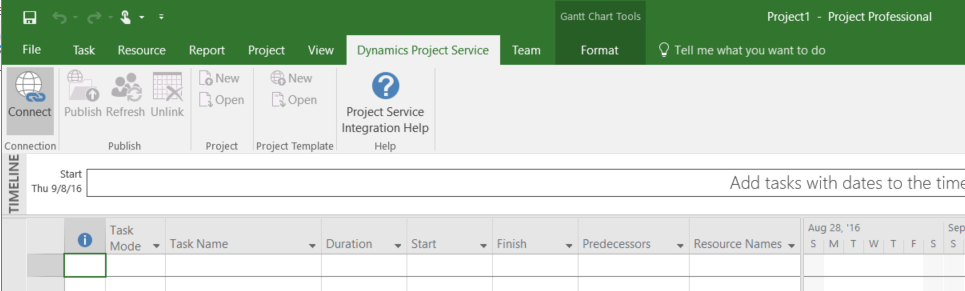 Gantt Chart Tools
Project1 - Project Professional
File Task Resource Report Project View Dynamics Project Service Team Format Tell me what you want to do
Connect
Publish Refresh Unlink
New
Open
New
Open
Project Service
Integration Help
Connection Publish Project Project Template Help
TIMELINE
Start
Thu 9/8/16
Add tasks with dates to the time
Task
Mode
Task Name Duration Start Finish Predecessors Resource Names
Aug 28, '16 Sep
S M T W T F S S